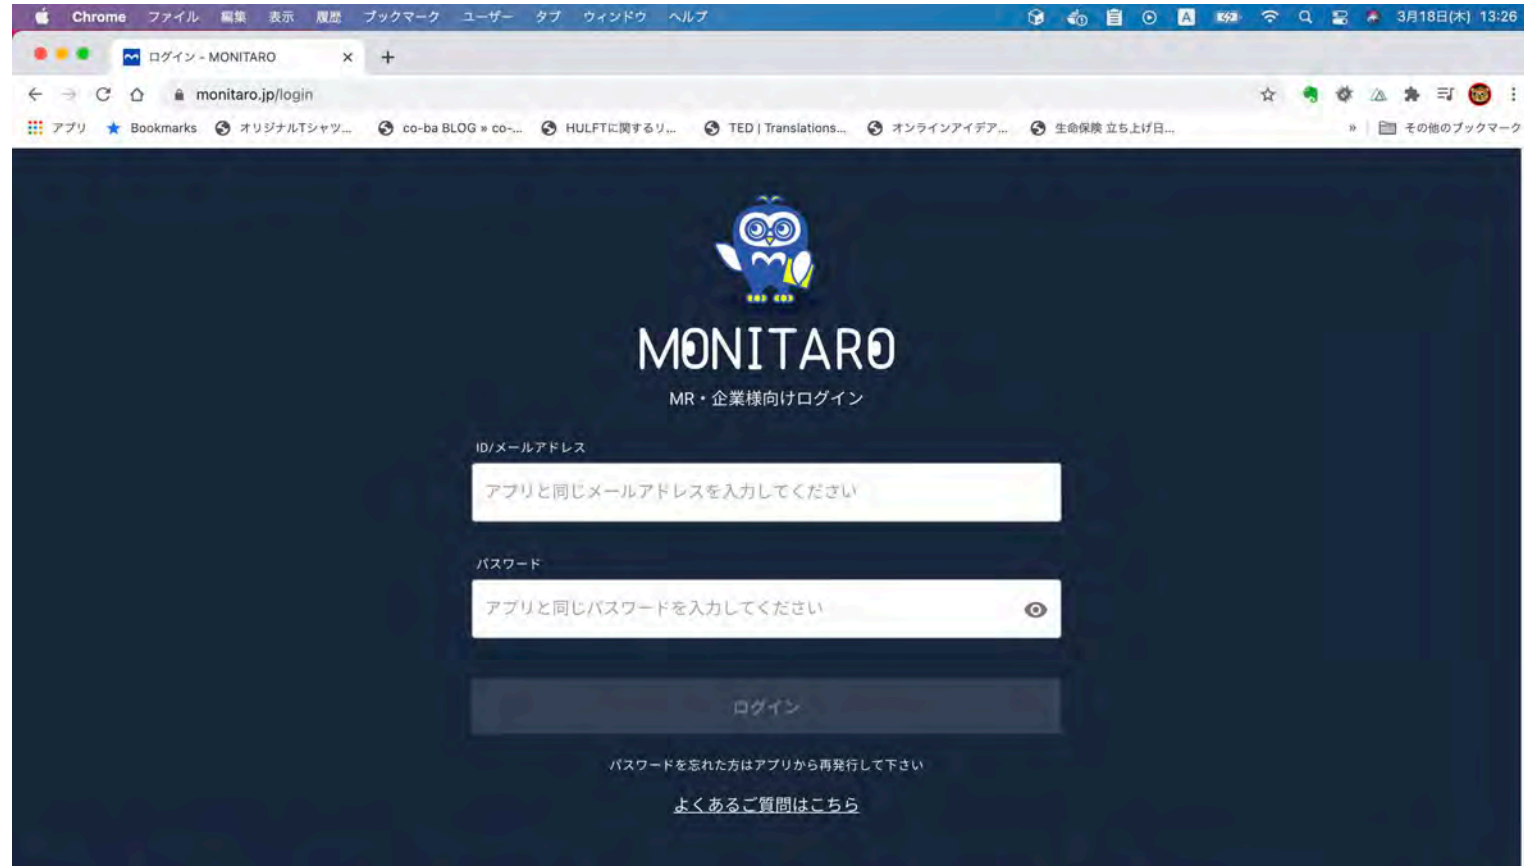 Chrome ファイル 編集 表示 履歴 ブックマーク ユーザー タブ ウィンドウ ヘルプ A 3月18日(木) 13:26
ログイン - MONITARO
monitaro.jp/login
アプリ Bookmarks オリジナルTシャツ... co-ba BLOG » co-... HULFTに関するリ... TED | Translations... オンラインアイデア... 生命保険 立ち上げ日... » その他のブックマーク
MONITARO
MR・企業様向けログイン
ID/メールアドレス
アプリと同じメールアドレスを入力してください
パスワード
アプリと同じパスワードを入力してください
ログイン
パスワードを忘れた方はアプリから再発行して下さい
よくあるご質問はこちら